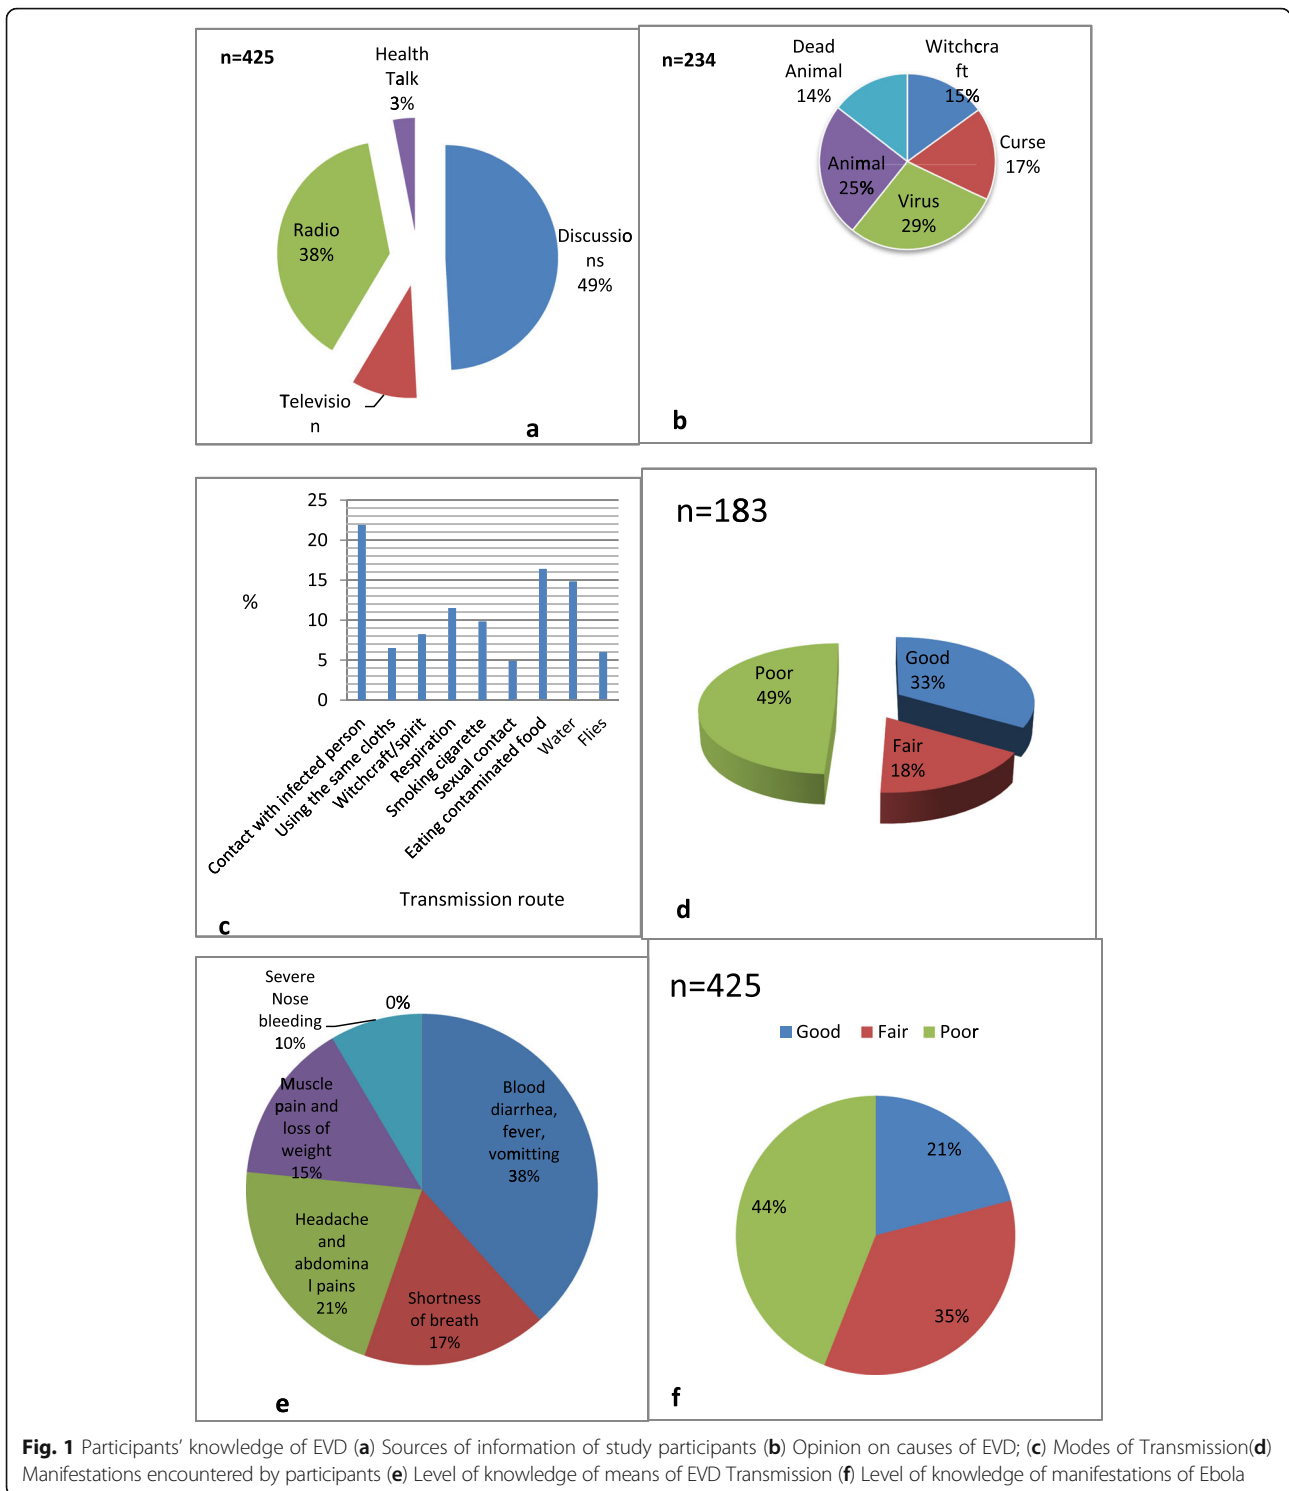 n=425
Health
Talk
3%
Radio
38%
Discussio
ns
49%
Televisio
n
a
n=234
Dead
Animal
14%
Witchcra
ft
15%
Curse
17%
Animal
25%
Virus
29%
b
25
20
15
10
5
0
%
Contact with infected person
Using the same cloths
Witchcraft/spirit
Respiration
Smoking cigarette
Sexual contact
Eating contaminated food
Water
Flies
Transmission route
c
n=183
Poor
49%
Good
33%
Fair
18%
d
Severe
Nose
bleeding
10%
0%
Muscle
pain and
loss of
weight
15%
Blood
diarrhea,
fever,
vomitting
38%
Headache
and
abdomina
l pains
21%
Shortness
of breath
17%
e
n=425
Good Fair Poor
21%
44%
35%
f
Fig. 1 Participants' knowledge of EVD (a) Sources of information of study participants (b) Opinion on causes of EVD; (c) Modes of Transmission(d)
Manifestations encountered by participants (e) Level of knowledge of means of EVD Transmission (f) Level of knowledge of manifestations of Ebola